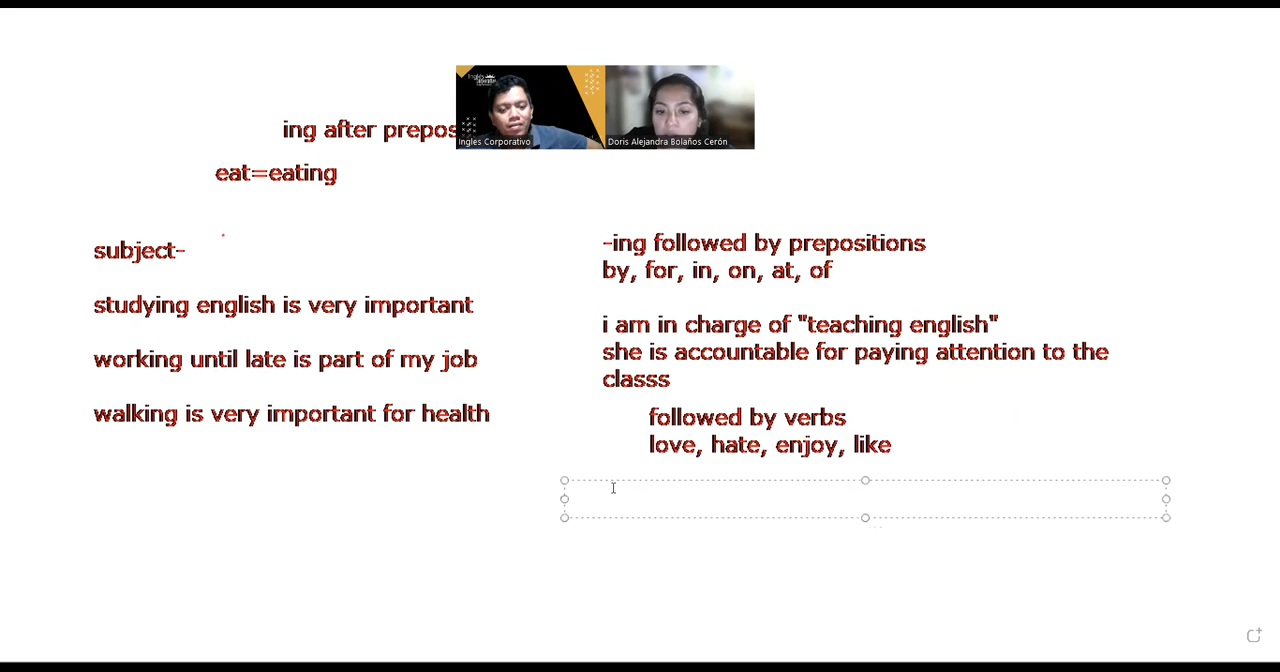 ing after prepos
Ingles Corporativo
Doris Alejandra Bolaños Cerón
eat=eating
subject-
studying english is very important
working until late is part of my job
walking is very important for health
-ing followed by prepositions
by, for, in, on, at, of
i am in charge of "teaching english"
she is accountable for paying attention to the
classs
followed by verbs
love, hate, enjoy, like